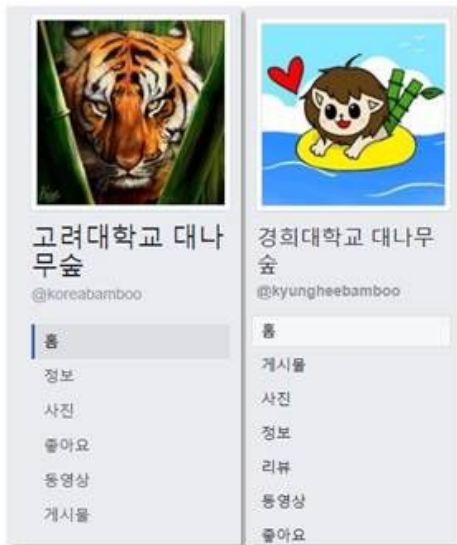 고려대학교 대나
무숲
@koreabamboo
홈
정보
사진
좋아요
동영상
게시물
경희대학교 대나무
숲
@kyungheebamboo
홈
게시물
사진
정보
리뷰
동영상
좋아요